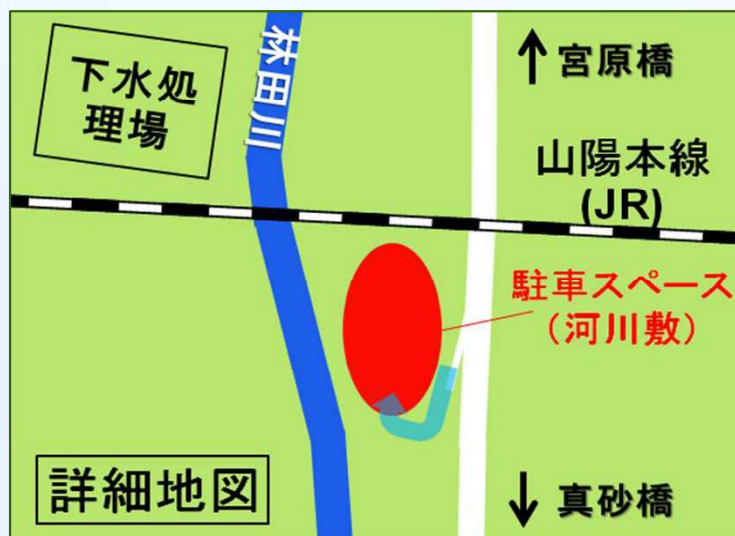 下水処
理場
林田川
↑ 宮原橋
山陽本線
(JR)
駐車スペース
（河川敷）
詳細地図
↓ 真砂橋